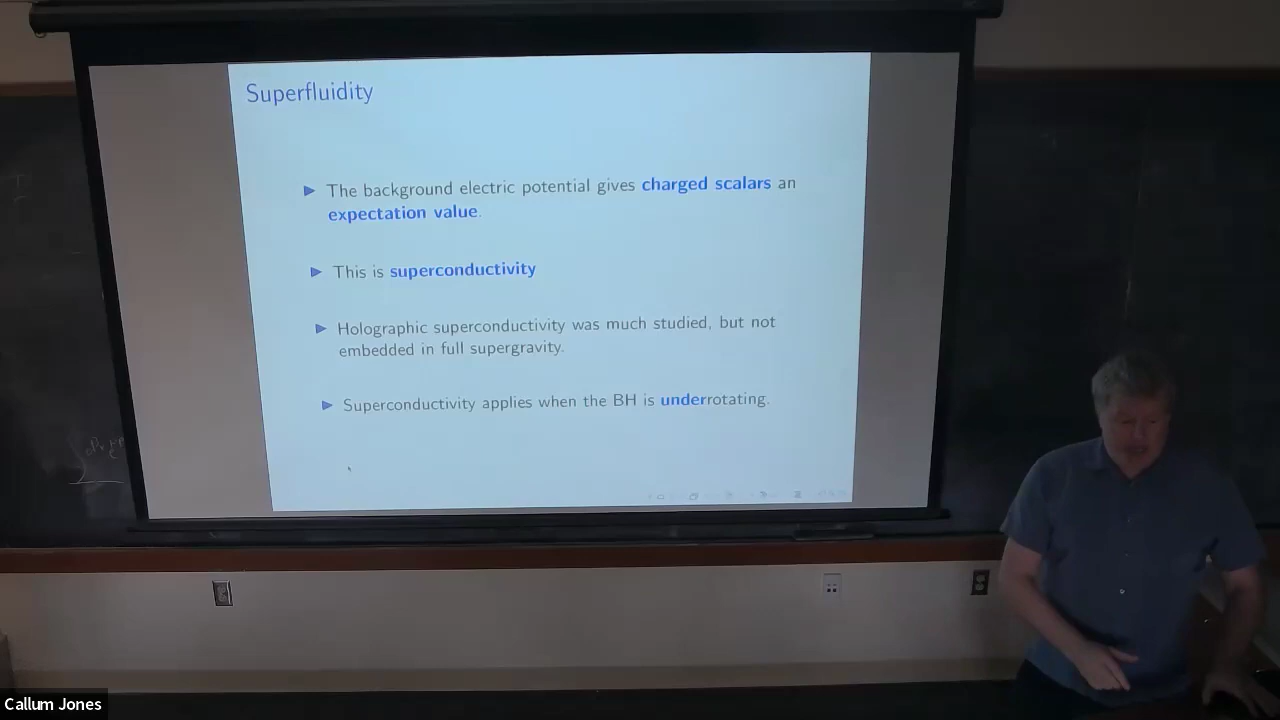 Superfluidity
The background electric potential gives charged scalars an
expectation value.
This is superconductivity
Holographic superconductivity was much studied, but not
embedded in full supergravity.
Superconductivity applies when the BH is underrotating.
Callum Jones